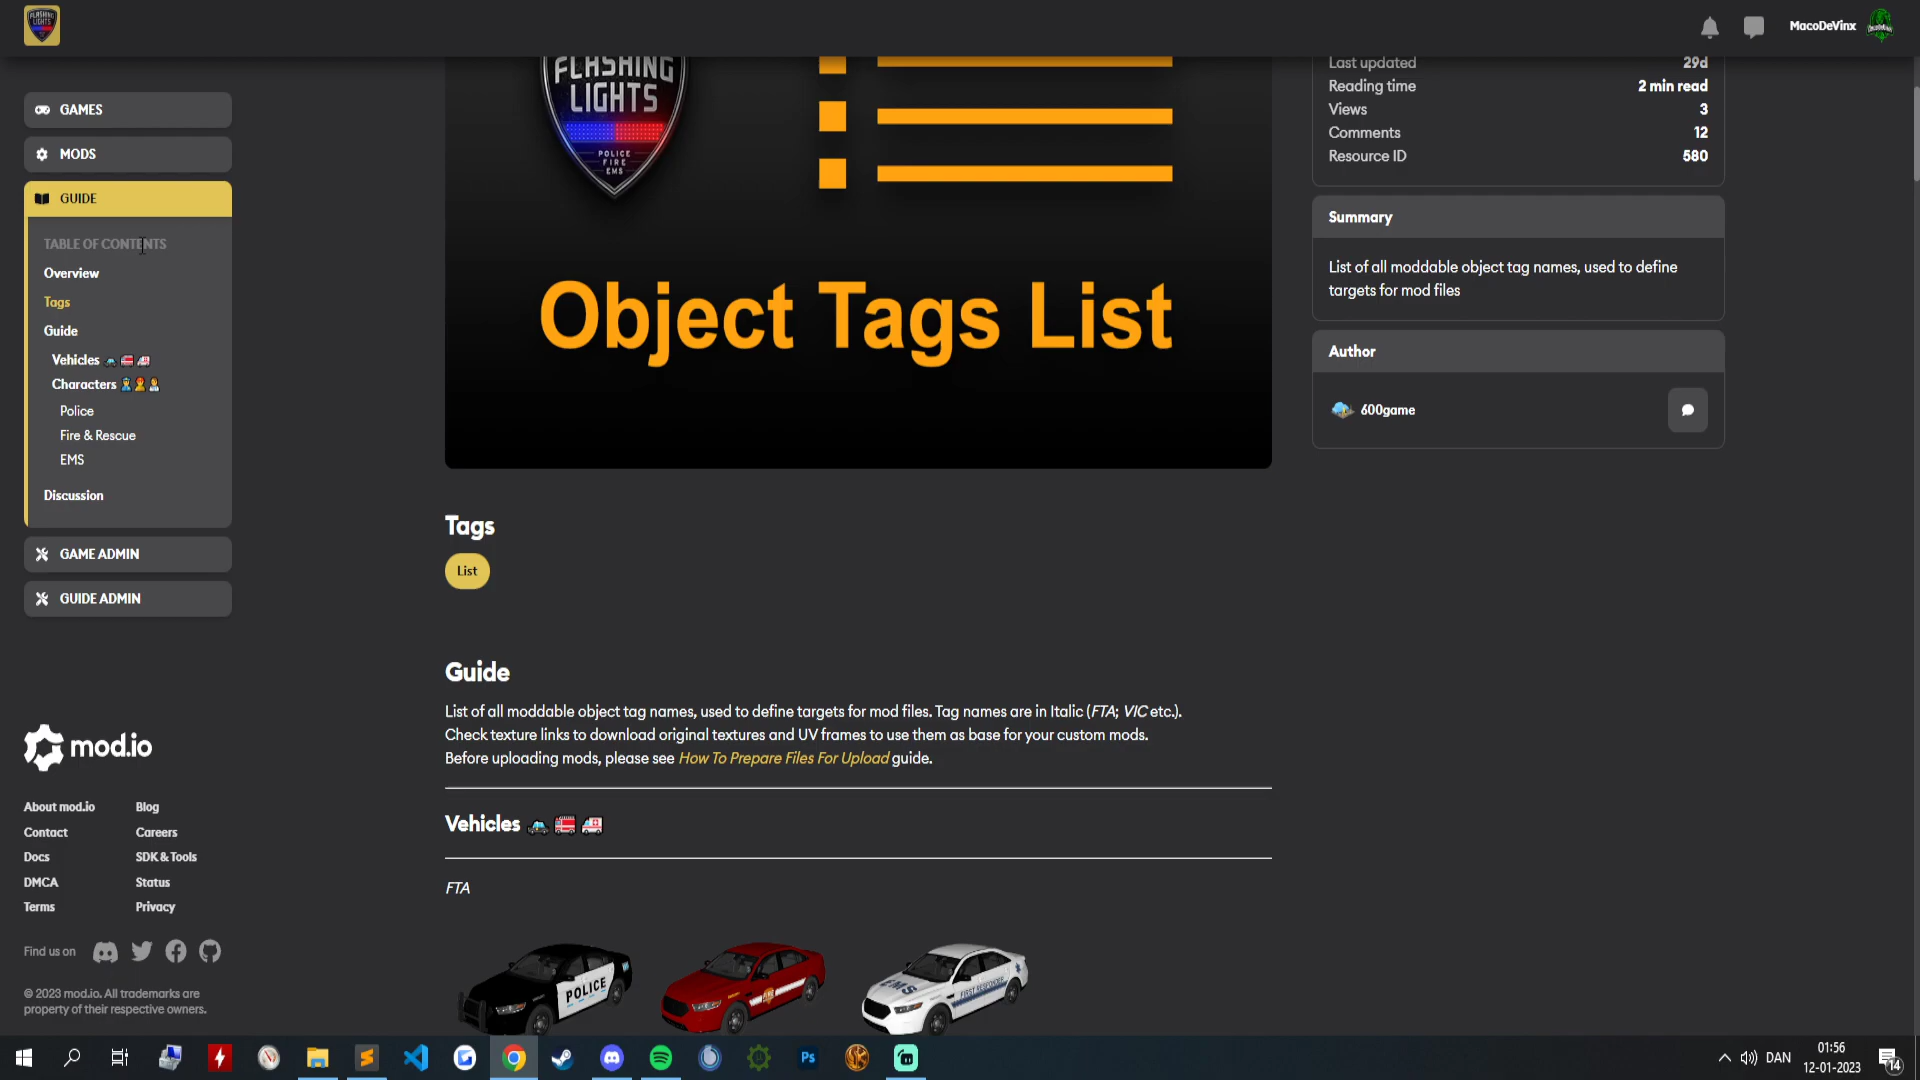 FLASHING
LIGHTS
MacoDeVinx
GAMES
MODS
GUIDE
TABLE OF CONTENTS
Overview
Tags
Guide
Vehicles 🚓 🚒 🚑
Characters 👮 👨‍🚒 👨‍⚕️
Police
Fire & Rescue
EMS
Discussion
GAME ADMIN
GUIDE ADMIN
mod.io
About mod.io
Blog
Contact
Careers
Docs
SDK & Tools
DMCA
Status
Terms
Privacy
Find us on
© 2023 mod.io. All trademarks are
property of their respective owners.
FLASHING
LIGHTS
POLICE
FIRE
EMS
Object Tags List
Tags
List
Guide
List of all moddable object tag names, used to define targets for mod files. Tag names are in Italic (FTA; VIC etc.).
Check texture links to download original textures and UV frames to use them as base for your custom mods.
Before uploading mods, please see How To Prepare Files For Upload guide.
Vehicles 🚓 🚒 🚑
FTA
POLICE
EMS
FIRST RESPONDER
Last updated 29d
Reading time 2 min read
Views 3
Comments 12
Resource ID 580
Summary
List of all moddable object tag names, used to define
targets for mod files
Author
600game
Ps
DAN
01:56
12-01-2023
14